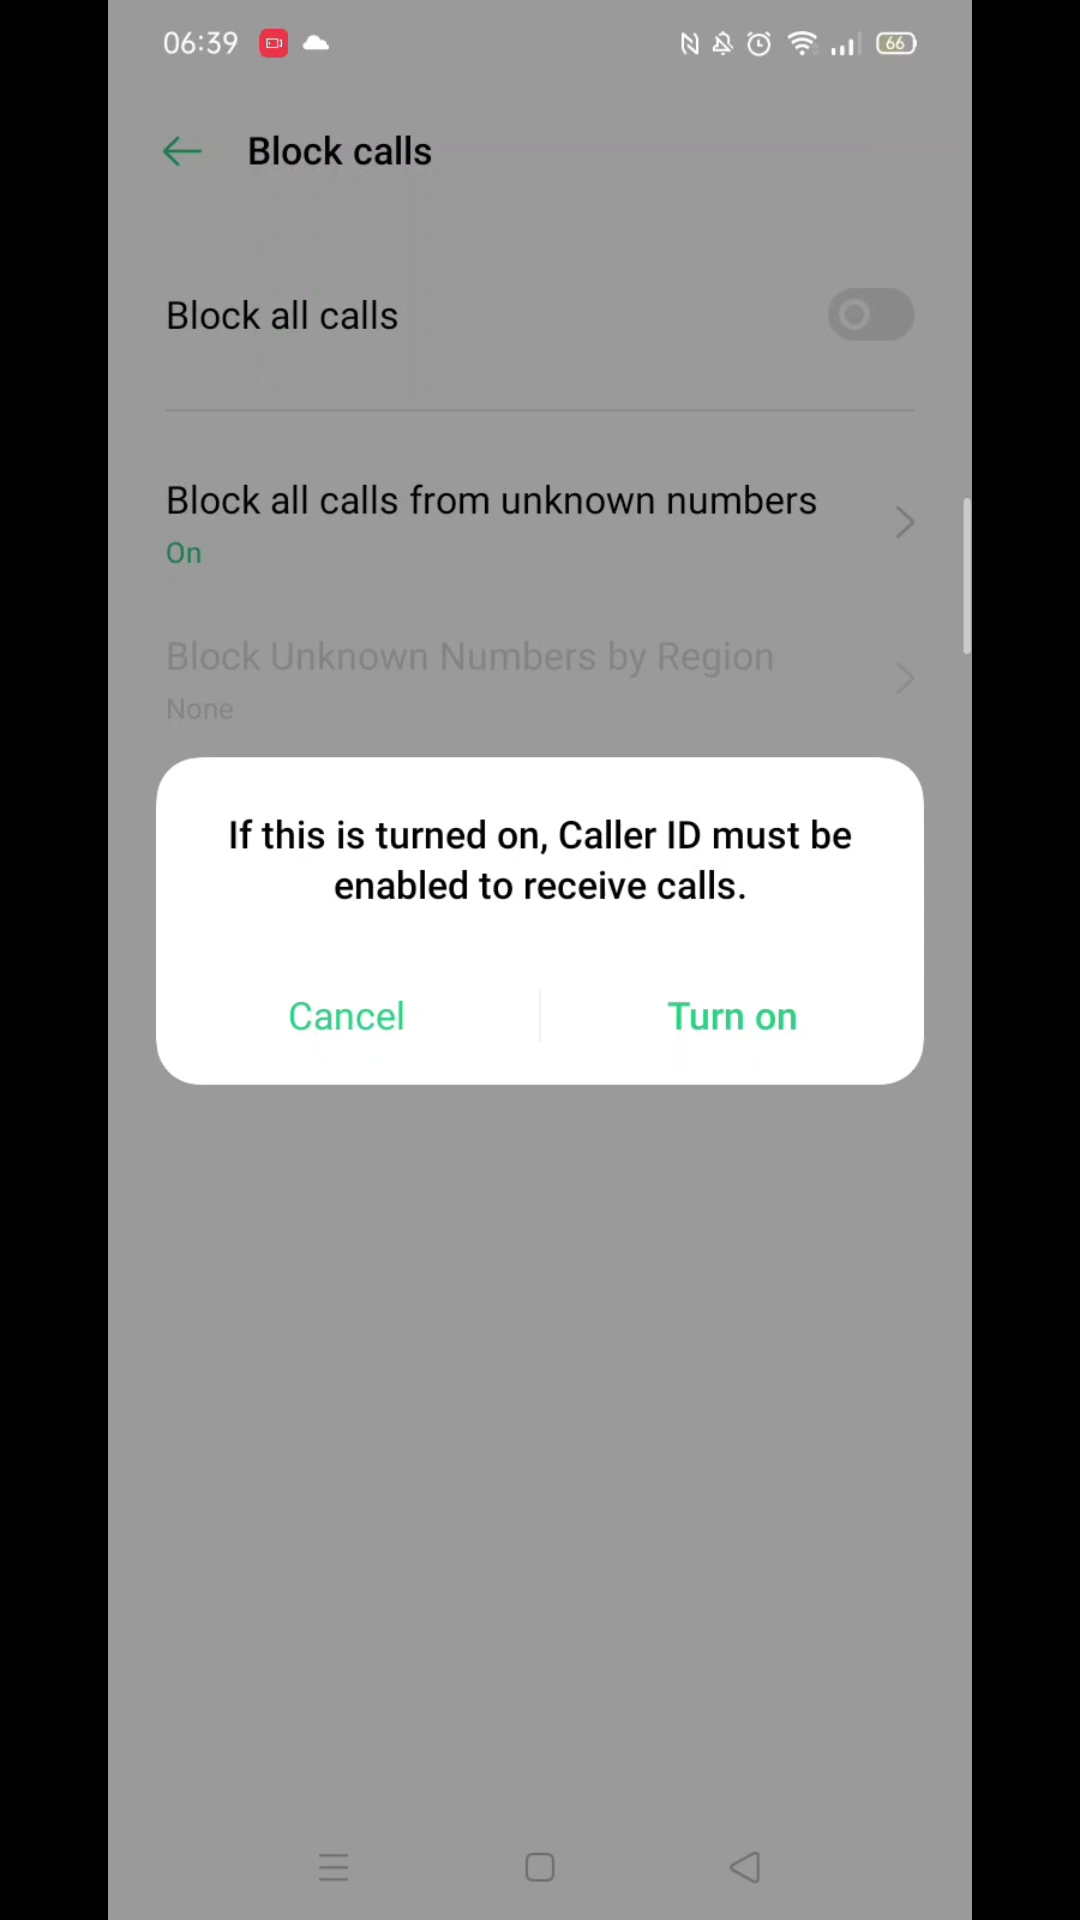 06:39
66
Block calls
Block all calls
Block all calls from unknown numbers
On
Block Unknown Numbers by Region
None
If this is turned on, Caller ID must be
enabled to receive calls.
Cancel
Turn on